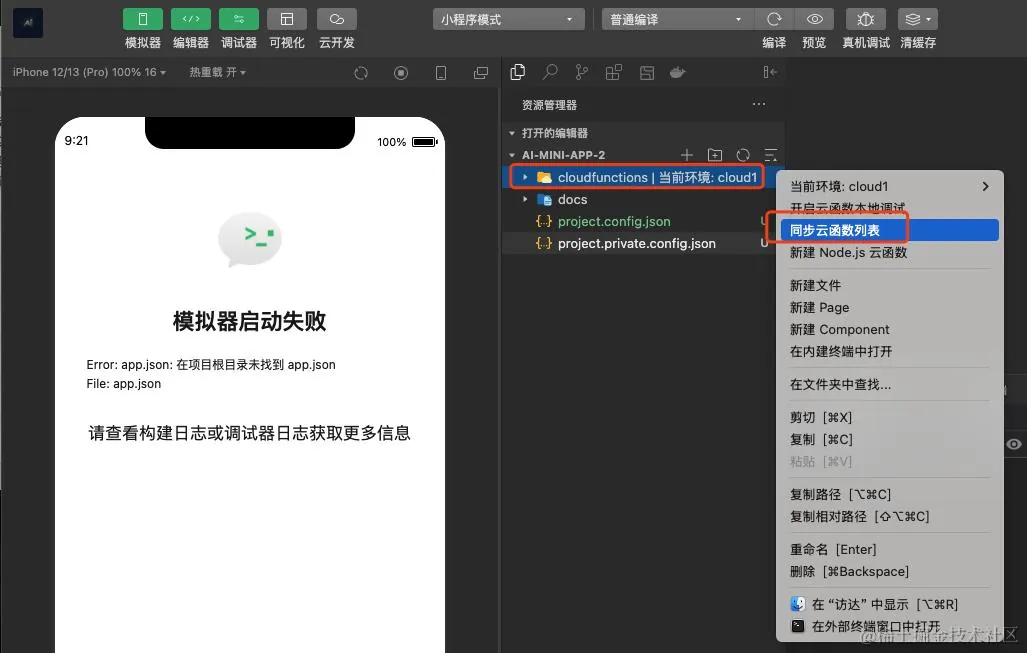 AI
模拟器
编辑器
调试器
可视化
云开发
小程序模式
普通编译
编译
预览
真机调试
清缓存
iPhone 12/13 (Pro) 100% 16
热重载 开
9:21
100%
模拟器启动失败
Error: app.json: 在项目根目录未找到 app.json
File: app.json
请查看构建日志或调试器日志获取更多信息
资源管理器
打开的编辑器
AI-MINI-APP-2
cloudfunctions | 当前环境: cloud1
docs
{..} project.config.json
U
{..} project.private.config.json
U
当前环境: cloud1
开启云函数本地调试
同步云函数列表
新建 Node.js 云函数
新建文件
新建 Page
新建 Component
在内建终端中打开
在文件夹中查找...
剪切 [⌘X]
复制 [⌘C]
粘贴 [⌘V]
复制路径 [⌥⌘C]
复制相对路径 [⇧⌥⌘C]
重命名 [Enter]
删除 [⌘Backspace]
在 “访达” 中显示 [⌥⌘R]
在外部终端窗口中打开
@稀土掘金技术社区